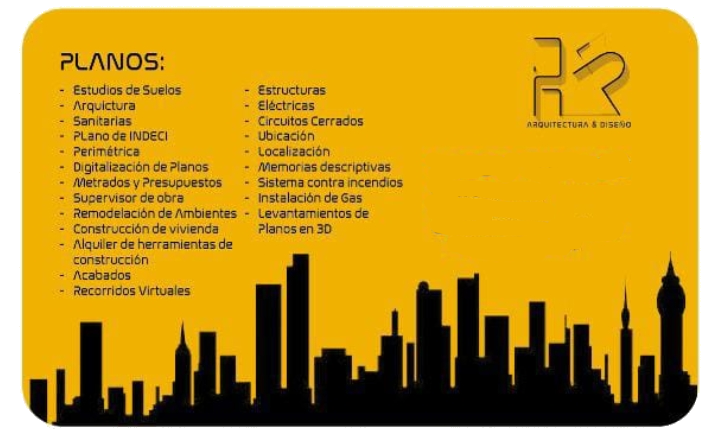 PLANOS:
- Estudios de Suelos
- Arquictura
- Sanitarias
- PLano de INDECI
- Perimétrica
- Digitalización de Planos
- Metrados y Presupuestos
- Supervisor de obra
- Remodelación de Ambientes
- Construcción de vivienda
- Alquiler de herramientas de
construcción
- Acabados
- Recorridos Virtuales
- Estructuras
- Eléctricas
- Circuitos Cerrados
- Ubicación
- Localización
- Memorias descriptivas
- Sistema contra incendios
- Instalación de Gas
- Levantamientos de
Planos en 3D
ARQUITECTURA & DISEÑO